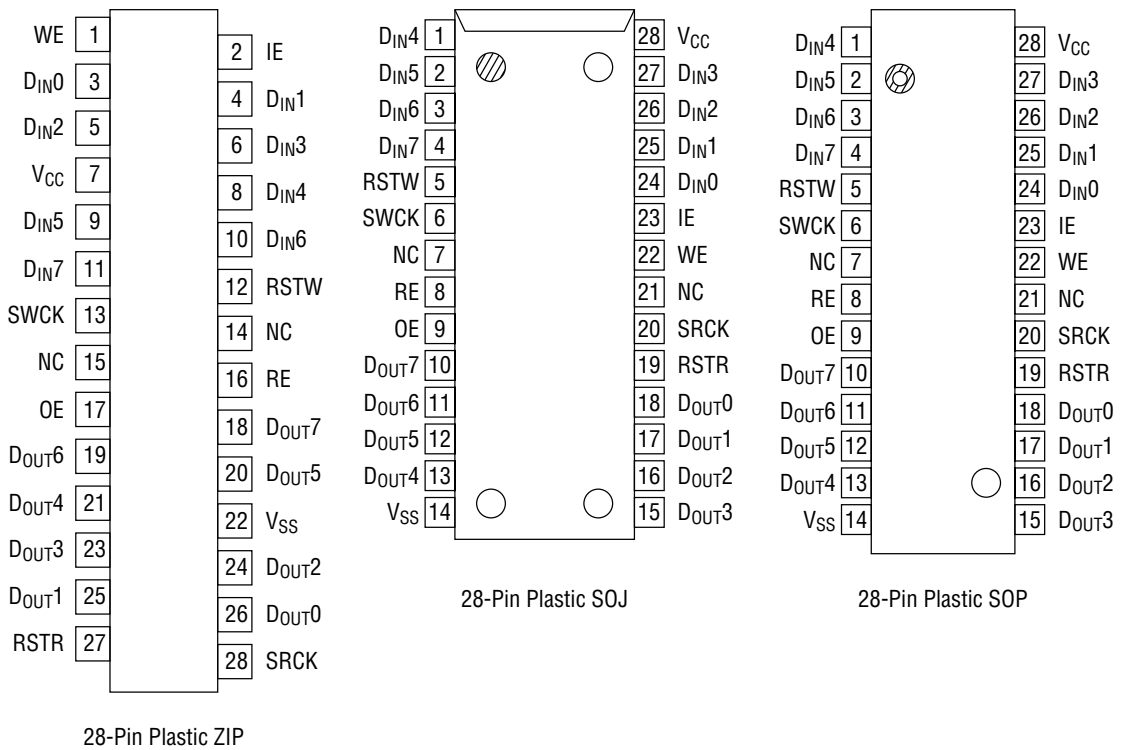 WE 1
2 IE
DIN0 3
4 DIN1
DIN2 5
6 DIN3
VCC 7
8 DIN4
DIN5 9
10 DIN6
DIN7 11
12 RSTW
SWCK 13
14 NC
NC 15
16 RE
OE 17
18 DOUT7
DOUT6 19
20 DOUT5
DOUT4 21
22 VSS
DOUT3 23
24 DOUT2
DOUT1 25
26 DOUT0
RSTR 27
28 SRCK
28-Pin Plastic ZIP
DIN4 1 28 VCC
DIN5 2 27 DIN3
DIN6 3 26 DIN2
DIN7 4 25 DIN1
RSTW 5 24 DIN0
SWCK 6 23 IE
NC 7 22 WE
RE 8 21 NC
OE 9 20 SRCK
DOUT7 10 19 RSTR
DOUT6 11 18 DOUT0
DOUT5 12 17 DOUT1
DOUT4 13 16 DOUT2
VSS 14 15 DOUT3
28-Pin Plastic SOJ
DIN4 1 28 VCC
DIN5 2 27 DIN3
DIN6 3 26 DIN2
DIN7 4 25 DIN1
RSTW 5 24 DIN0
SWCK 6 23 IE
NC 7 22 WE
RE 8 21 NC
OE 9 20 SRCK
DOUT7 10 19 RSTR
DOUT6 11 18 DOUT0
DOUT5 12 17 DOUT1
DOUT4 13 16 DOUT2
VSS 14 15 DOUT3
28-Pin Plastic SOP